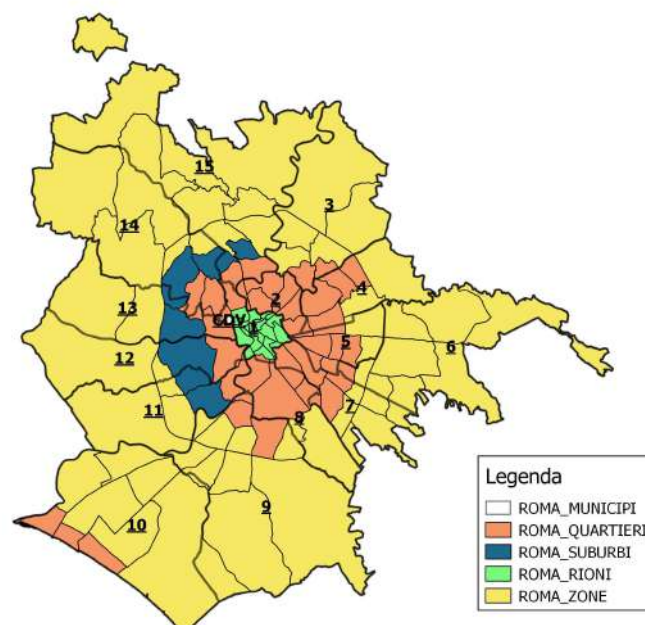 15
3
14
2
4
13
CDV
1
5
6
12
11
8
7
9
10
Legenda
ROMA_MUNICIPI
ROMA_QUARTIERI
ROMA_SUBURBI
ROMA_RIONI
ROMA_ZONE